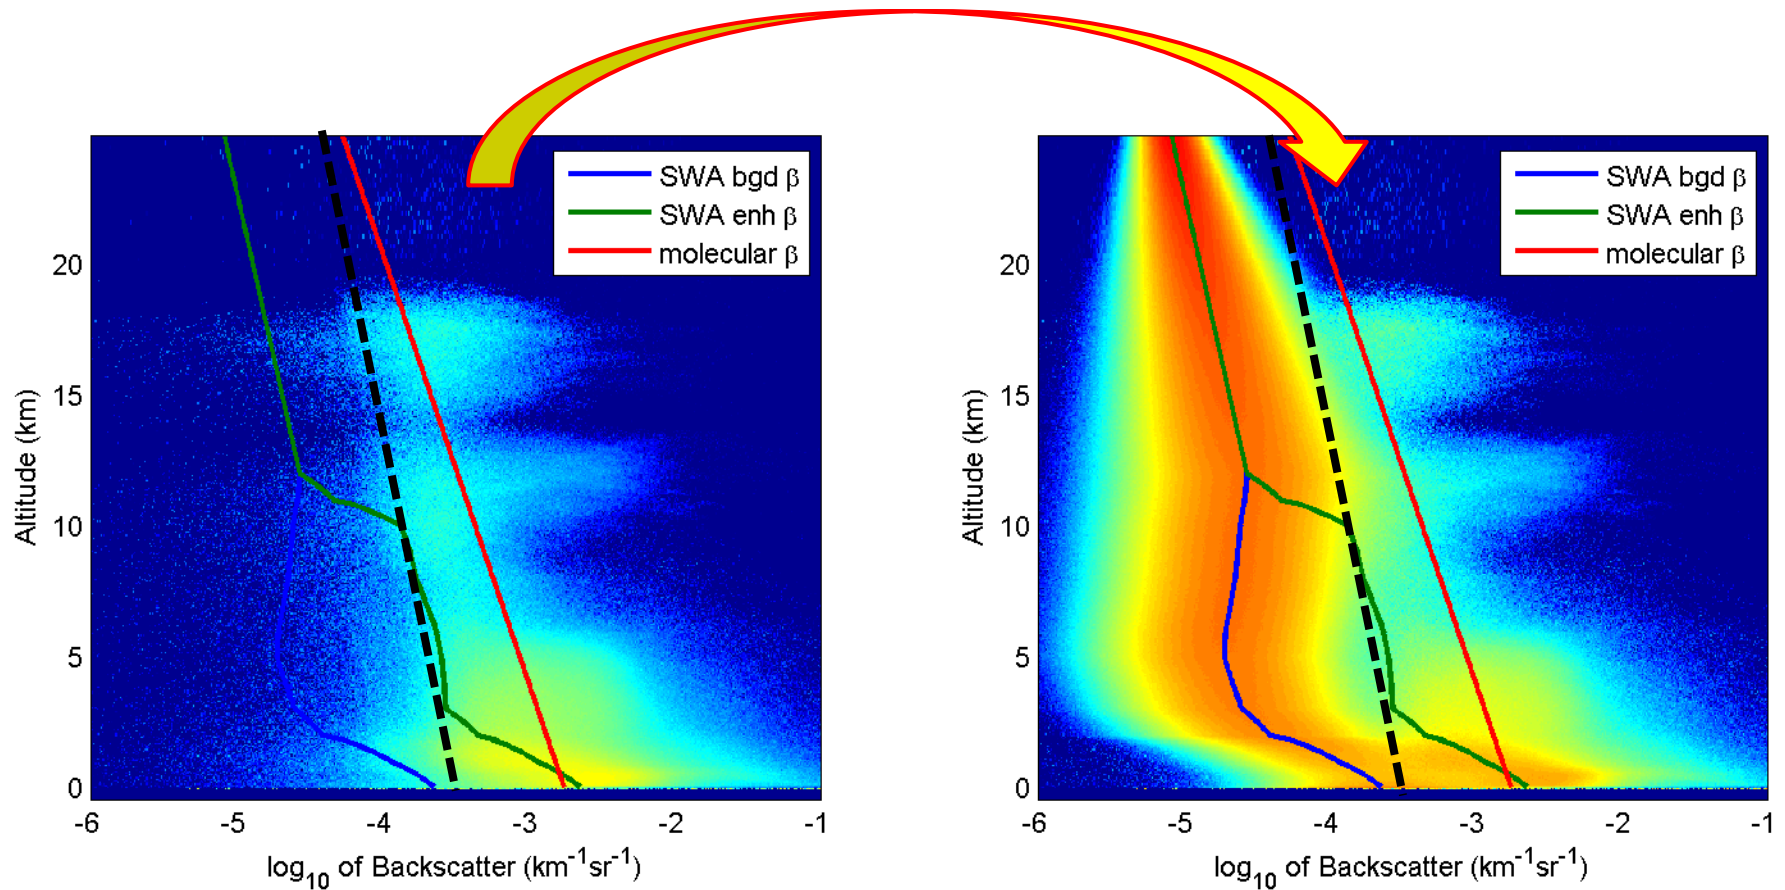 SWA bgd β
SWA enh β
molecular β
20
15
10
5
0
Altitude (km)
-6 -5 -4 -3 -2 -1
log₁₀ of Backscatter (km⁻¹sr⁻¹)
SWA bgd β
SWA enh β
molecular β
20
15
10
5
0
Altitude (km)
-6 -5 -4 -3 -2 -1
log₁₀ of Backscatter (km⁻¹sr⁻¹)